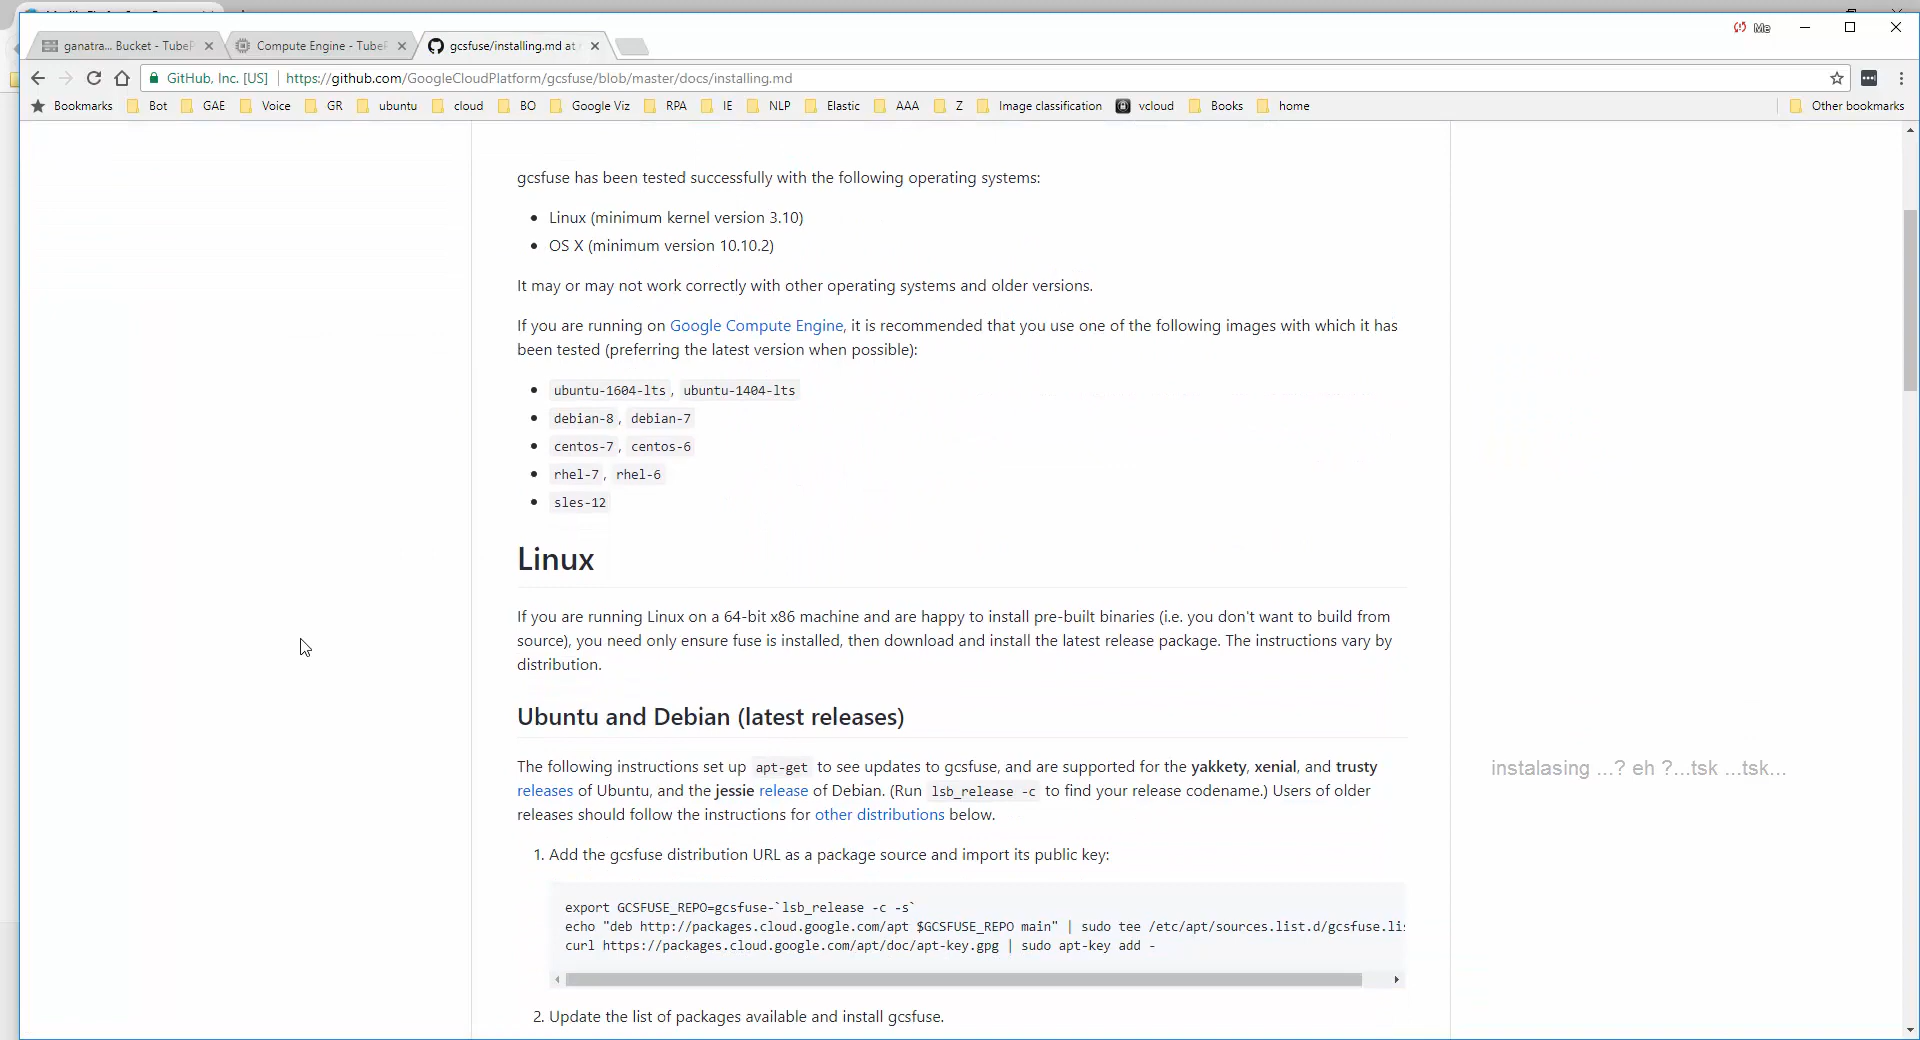 Me
ganatra... Bucket - TubeP
Compute Engine - TubeP
gcsfuse/installing.md at
GitHub, Inc. [US]
https://github.com/GoogleCloudPlatform/gcsfuse/blob/master/docs/installing.md
Bookmarks Bot GAE Voice GR ubuntu cloud BO Google Viz RPA IE NLP Elastic AAA Z Image classification vcloud Books home Other bookmarks
gcsfuse has been tested successfully with the following operating systems:
• Linux (minimum kernel version 3.10)
• OS X (minimum version 10.10.2)
It may or may not work correctly with other operating systems and older versions.
If you are running on Google Compute Engine, it is recommended that you use one of the following images with which it has
been tested (preferring the latest version when possible):
• ubuntu-1604-lts, ubuntu-1404-lts
• debian-8, debian-7
• centos-7, centos-6
• rhel-7, rhel-6
• sles-12
Linux
If you are running Linux on a 64-bit x86 machine and are happy to install pre-built binaries (i.e. you don't want to build from
source), you need only ensure fuse is installed, then download and install the latest release package. The instructions vary by
distribution.
Ubuntu and Debian (latest releases)
The following instructions set up apt-get to see updates to gcsfuse, and are supported for the yakkety, xenial, and trusty
releases of Ubuntu, and the jessie release of Debian. (Run lsb_release -c to find your release codename.) Users of older
releases should follow the instructions for other distributions below.
1. Add the gcsfuse distribution URL as a package source and import its public key:
export GCSFUSE_REPO=gcsfuse-`lsb_release -c -s`
echo "deb http://packages.cloud.google.com/apt $GCSFUSE_REPO main" | sudo tee /etc/apt/sources.list.d/gcsfuse.lis
curl https://packages.cloud.google.com/apt/doc/apt-key.gpg | sudo apt-key add -
2. Update the list of packages available and install gcsfuse.
instalasing ...? eh ?...tsk ...tsk...